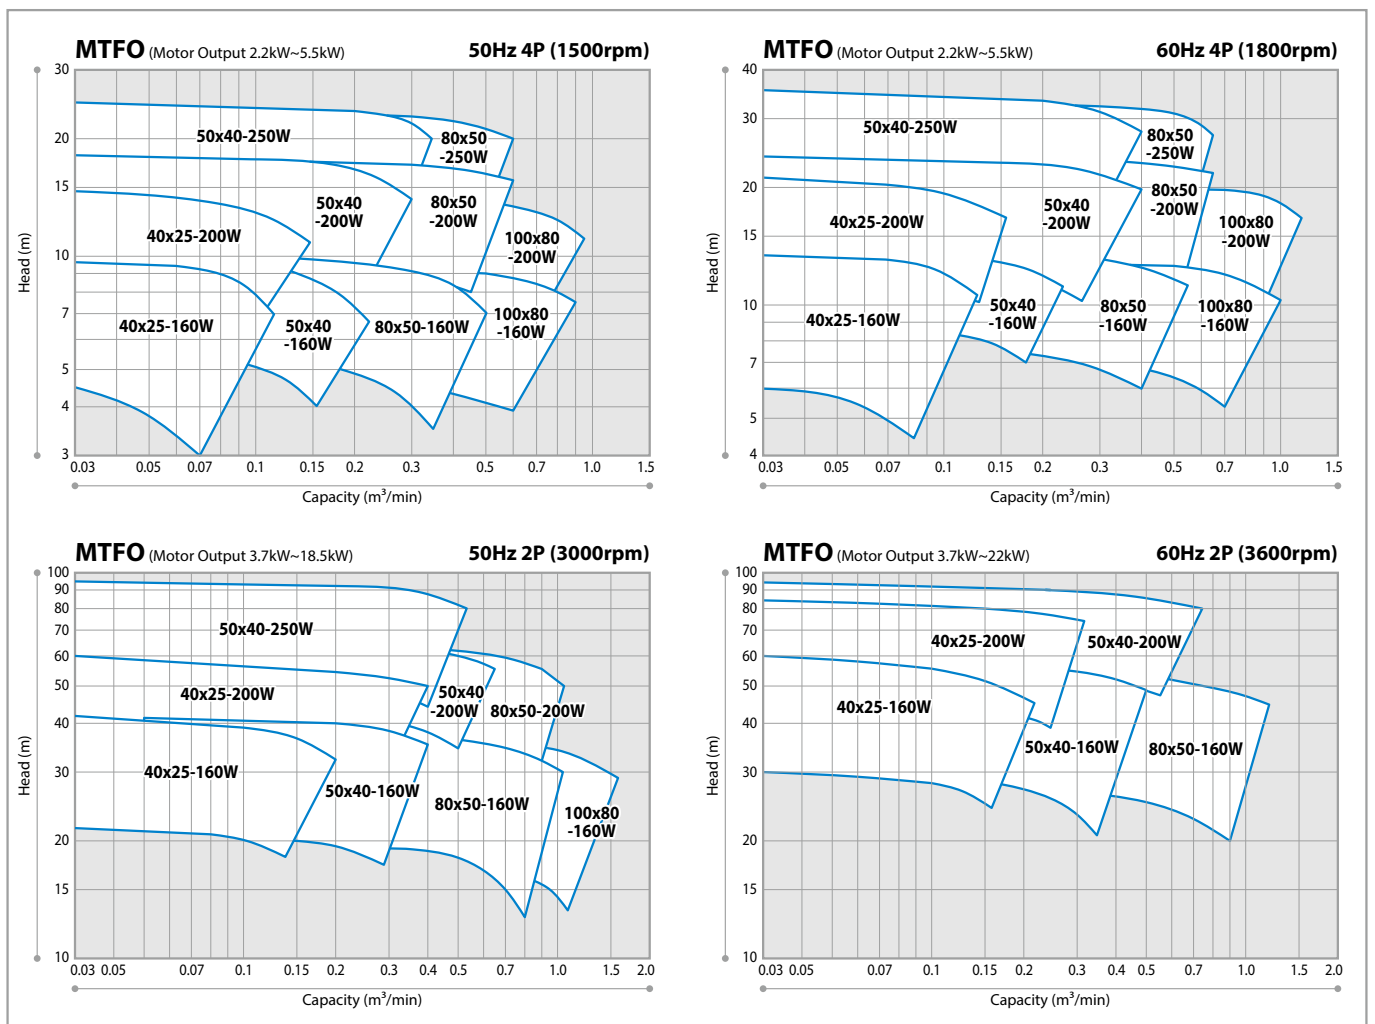 MTFO (Motor Output 2.2kW~5.5kW) 50Hz 4P (1500rpm)
30
20
15
10
7
5
4
3
Head (m)
50x40-250W
80x50
-250W
50x40
-200W
80x50
-200W
40x25-200W
100x80
-200W
40x25-160W
50x40
-160W
80x50-160W
100x80
-160W
0.03 0.05 0.07 0.1 0.15 0.2 0.3 0.5 0.7 1.0 1.5
Capacity (m³/min)
MTFO (Motor Output 2.2kW~5.5kW) 60Hz 4P (1800rpm)
40
30
20
15
10
7
5
4
Head (m)
50x40-250W
80x50
-250W
50x40
-200W
80x50
-200W
40x25-200W
100x80
-200W
40x25-160W
50x40
-160W
80x50
-160W
100x80
-160W
0.03 0.05 0.07 0.1 0.15 0.2 0.3 0.5 0.7 1.0 1.5
Capacity (m³/min)
MTFO (Motor Output 3.7kW~18.5kW) 50Hz 2P (3000rpm)
100
90
80
70
60
50
40
30
20
15
10
Head (m)
50x40-250W
40x25-200W
50x40
-200W
80x50-200W
40x25-160W
50x40-160W
80x50-160W
100x80
-160W
0.03 0.05 0.07 0.1 0.15 0.2 0.3 0.4 0.5 0.7 1.0 1.5 2.0
Capacity (m³/min)
MTFO (Motor Output 3.7kW~22kW) 60Hz 2P (3600rpm)
100
90
80
70
60
50
40
30
20
15
10
Head (m)
40x25-200W
50x40-200W
40x25-160W
50x40-160W
80x50-160W
0.03 0.05 0.07 0.1 0.15 0.2 0.3 0.4 0.5 0.7 1.0 1.5 2.0
Capacity (m³/min)